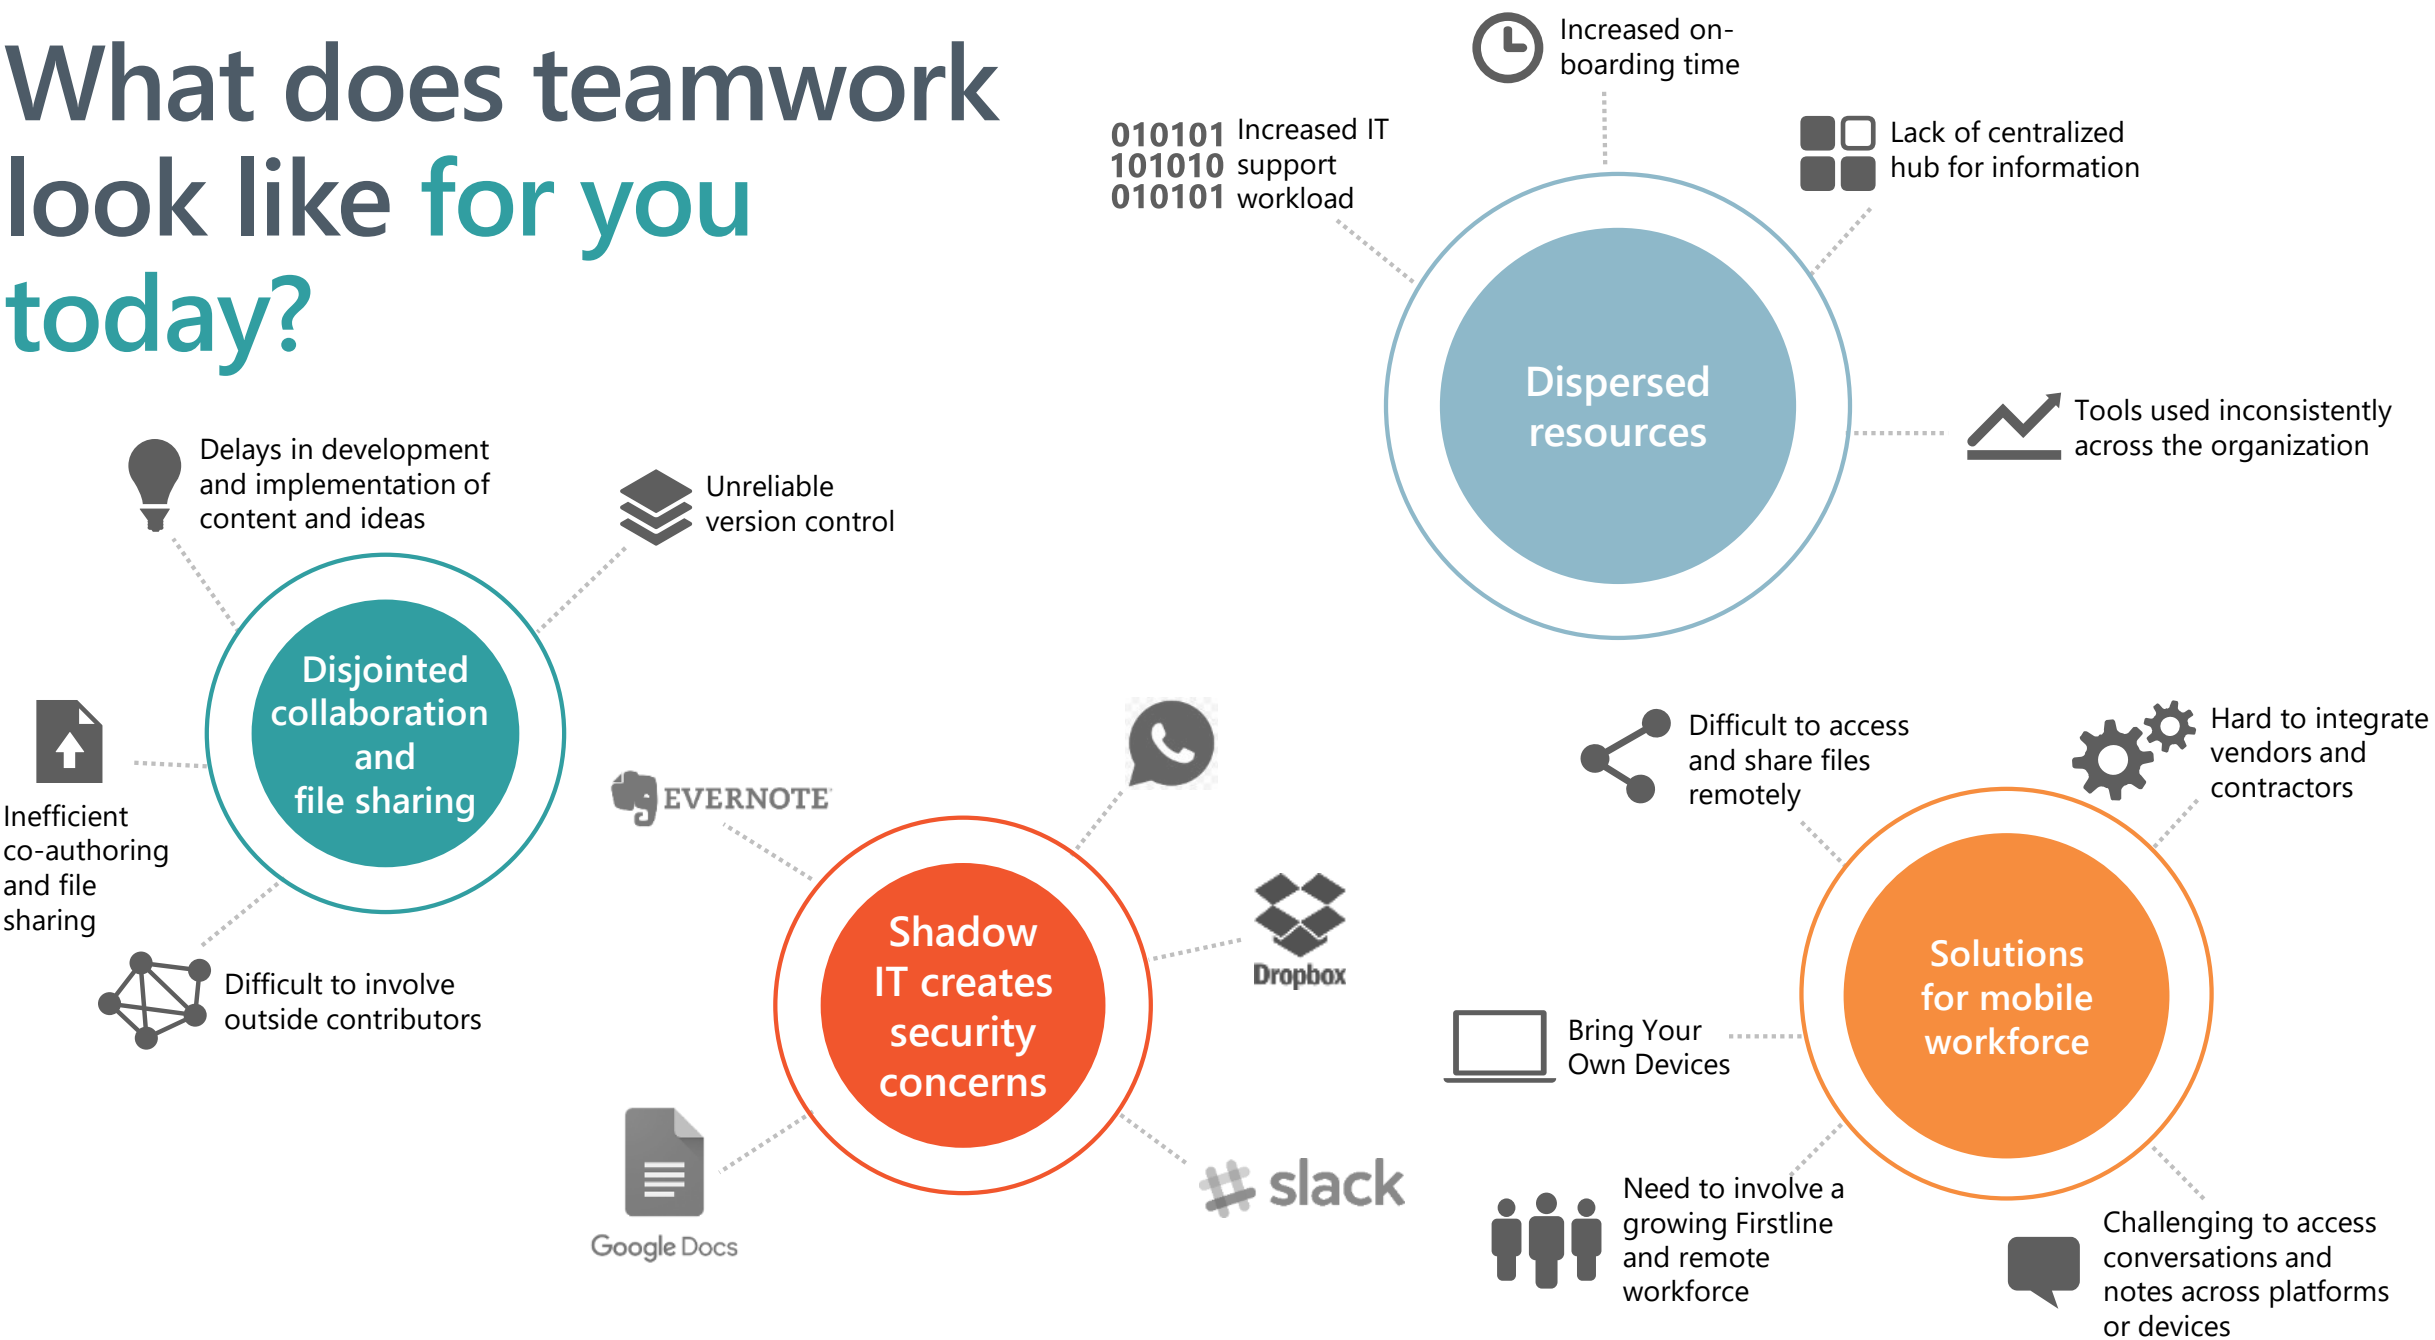 What does teamwork
look like for you
today?
Increased on-
boarding time
010101
101010
010101
Increased IT
support
workload
Lack of centralized
hub for information
Dispersed
resources
Tools used inconsistently
across the organization
Delays in development
and implementation of
content and ideas
Unreliable
version control
Disjointed
collaboration
and
file sharing
Inefficient
co-authoring
and file
sharing
Difficult to involve
outside contributors
EVERNOTE
Dropbox
Shadow
IT creates
security
concerns
Google Docs
slack
Difficult to access
and share files
remotely
Hard to integrate
vendors and
contractors
Solutions
for mobile
workforce
Bring Your
Own Devices
Need to involve a
growing Firstline
and remote
workforce
Challenging to access
conversations and
notes across platforms
or devices